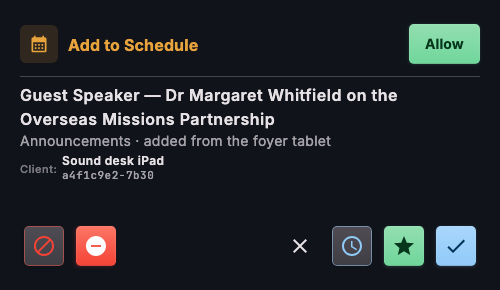 Add to Schedule
Allow
Guest Speaker — Dr Margaret Whitfield on the
Overseas Missions Partnership
Announcements · added from the foyer tablet
Client: Sound desk iPad
a4f1c9e2-7b30